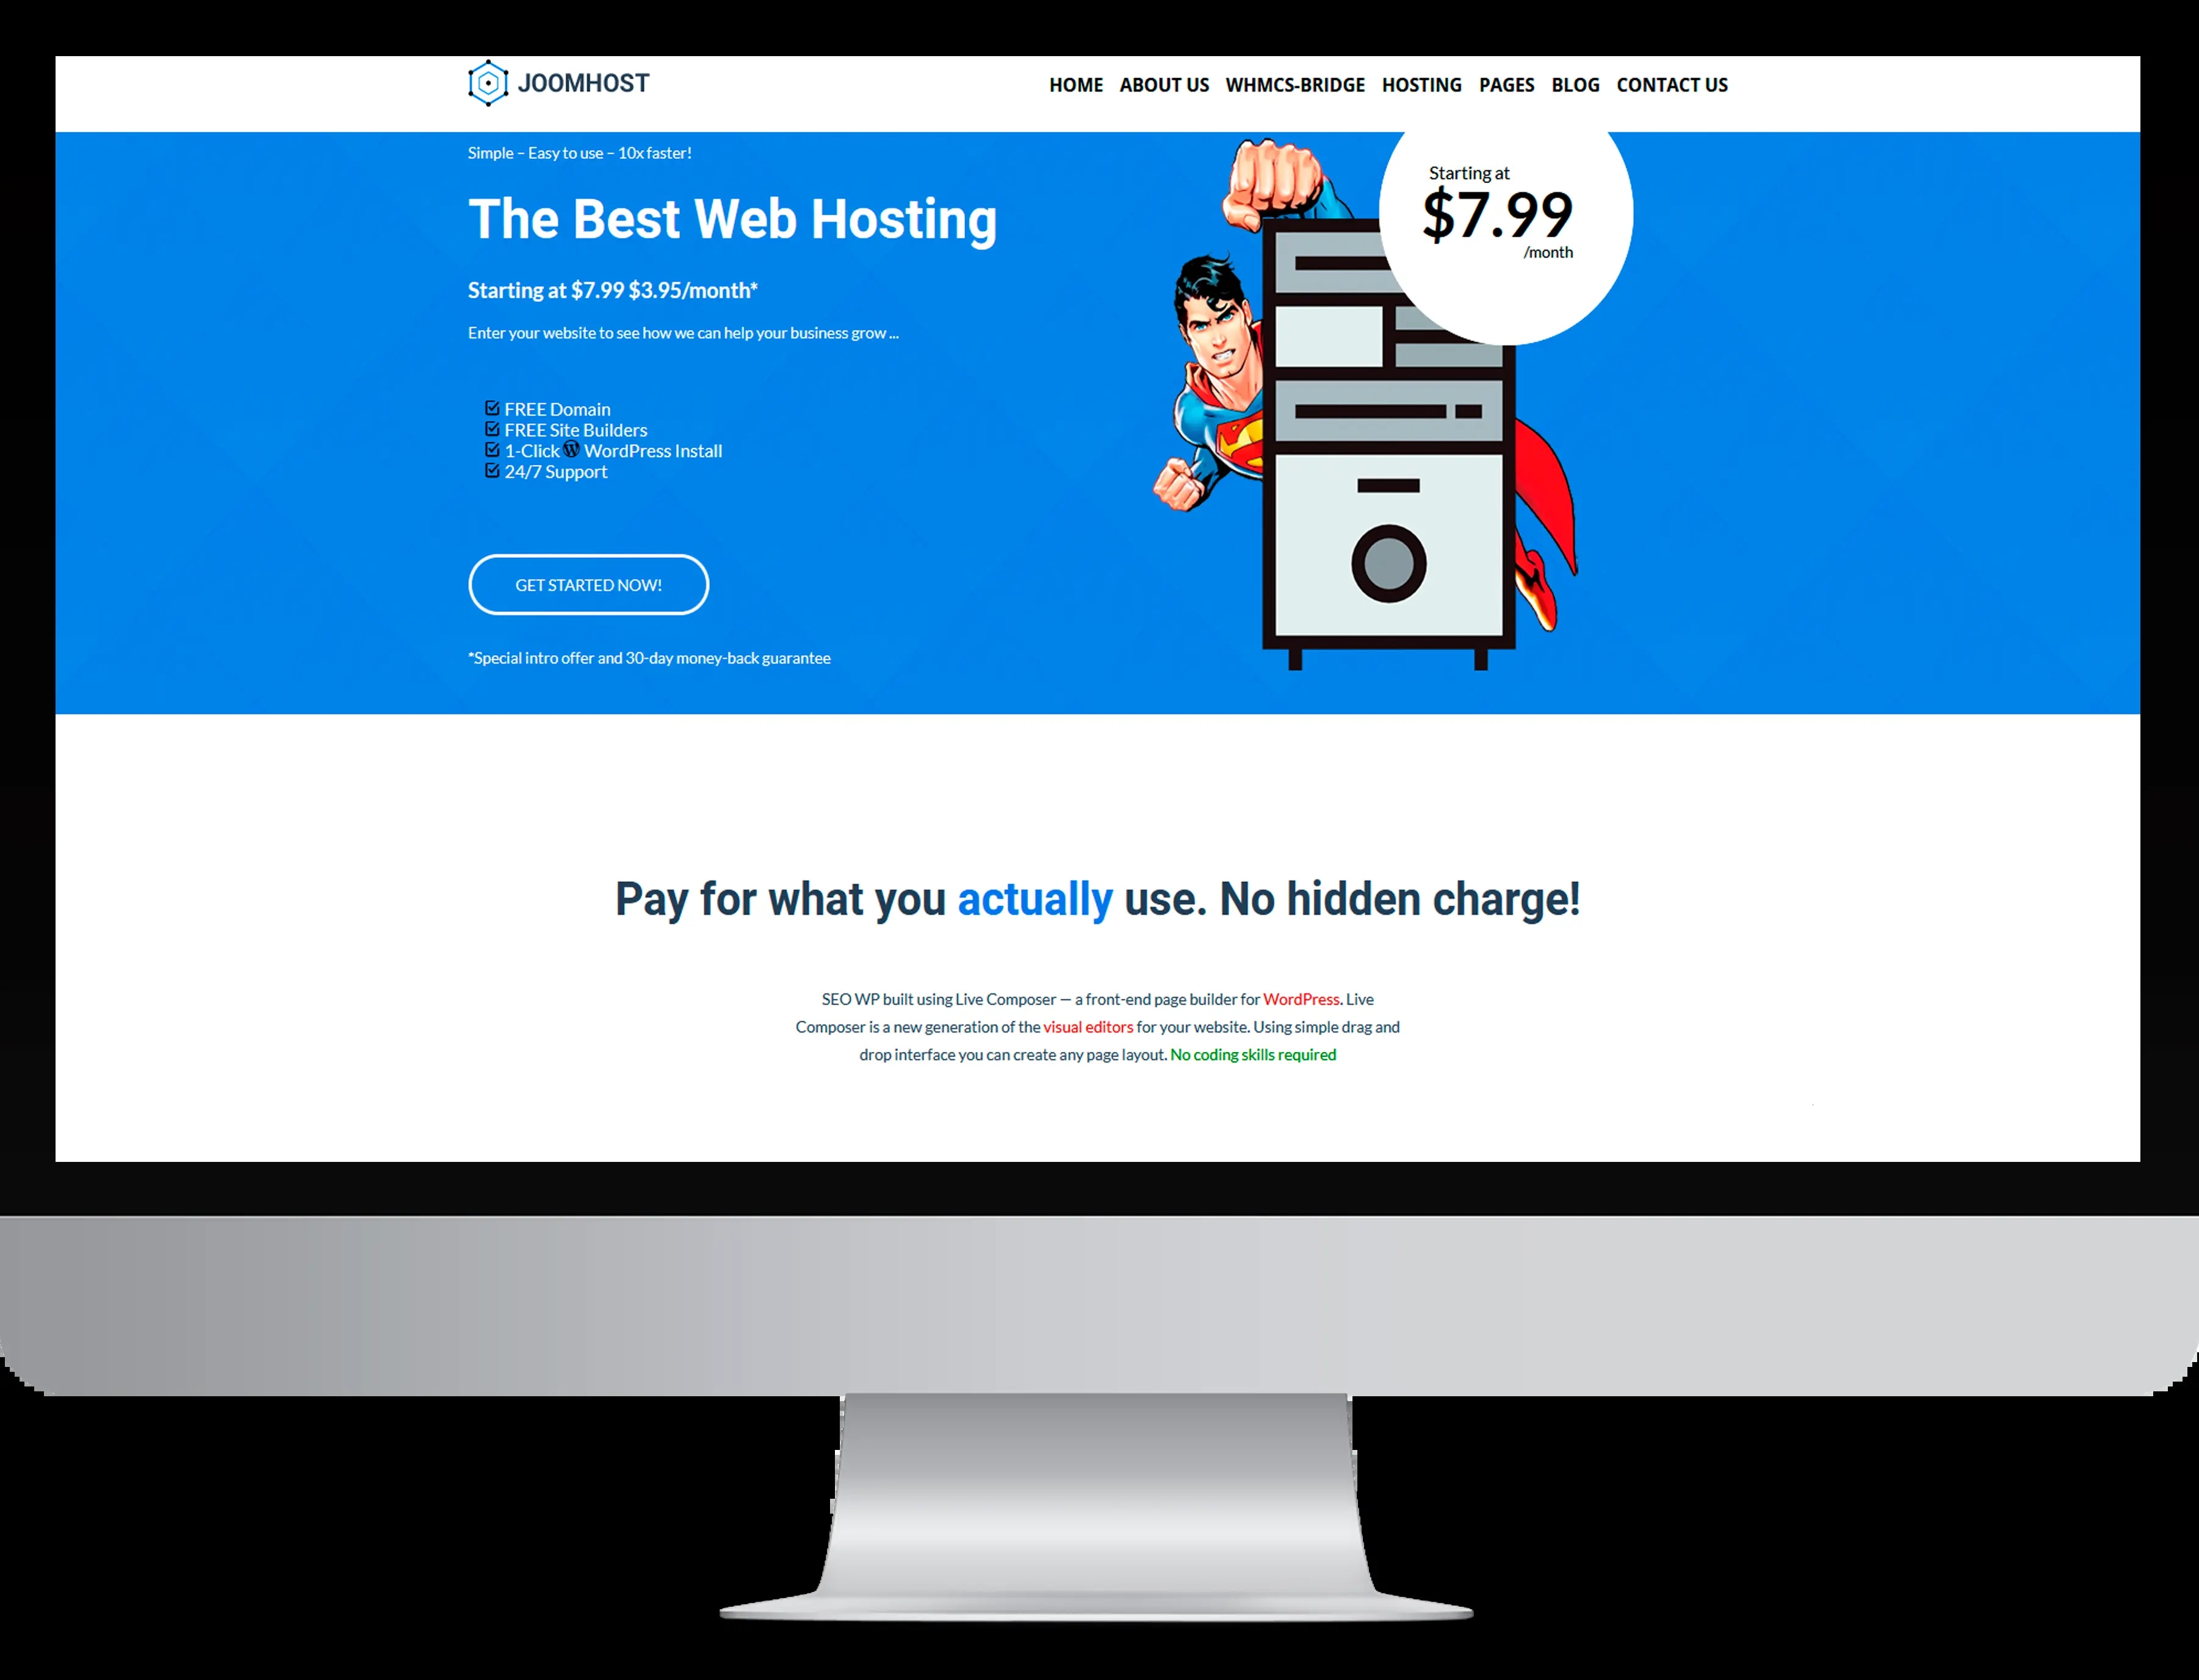 JOOMHOST
HOME ABOUT US WHMCS-BRIDGE HOSTING PAGES BLOG CONTACT US
Simple – Easy to use – 10x faster!
The Best Web Hosting
Starting at $7.99 $3.95/month*
Enter your website to see how we can help your business grow ...
FREE Domain
FREE Site Builders
1-Click WordPress Install
24/7 Support
GET STARTED NOW!
*Special intro offer and 30-day money-back guarantee
Starting at
$7.99
/month
Pay for what you actually use. No hidden charge!
SEO WP built using Live Composer — a front-end page builder for WordPress. Live
Composer is a new generation of the visual editors for your website. Using simple drag and
drop interface you can create any page layout. No coding skills required